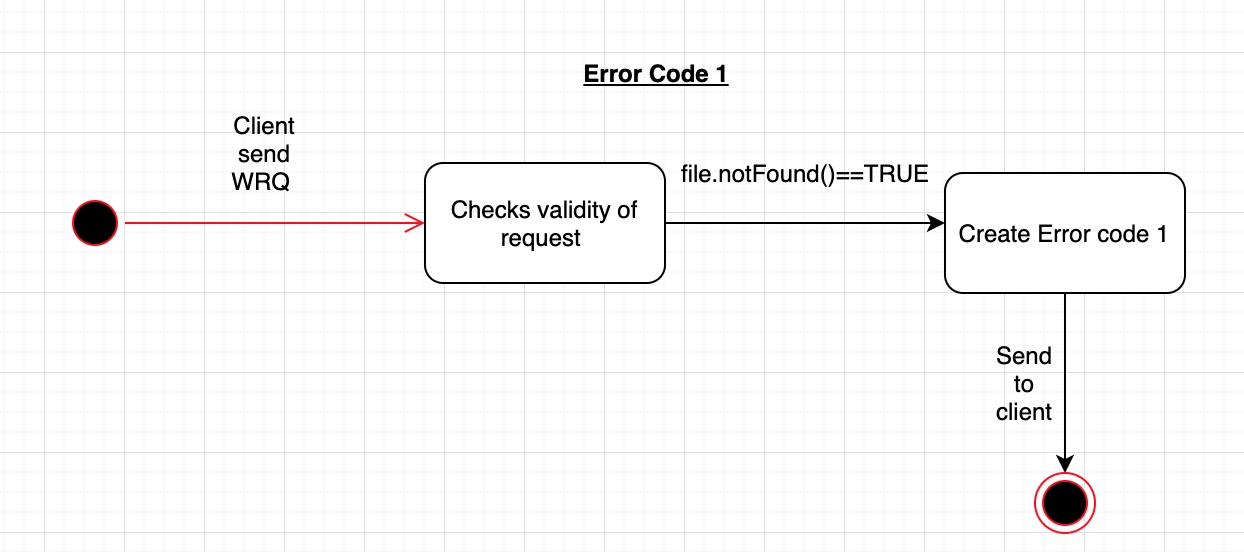 Error Code 1
Client
send
WRQ
Checks validity of
request
file.notFound()==TRUE
Create Error code 1
Send
to
client